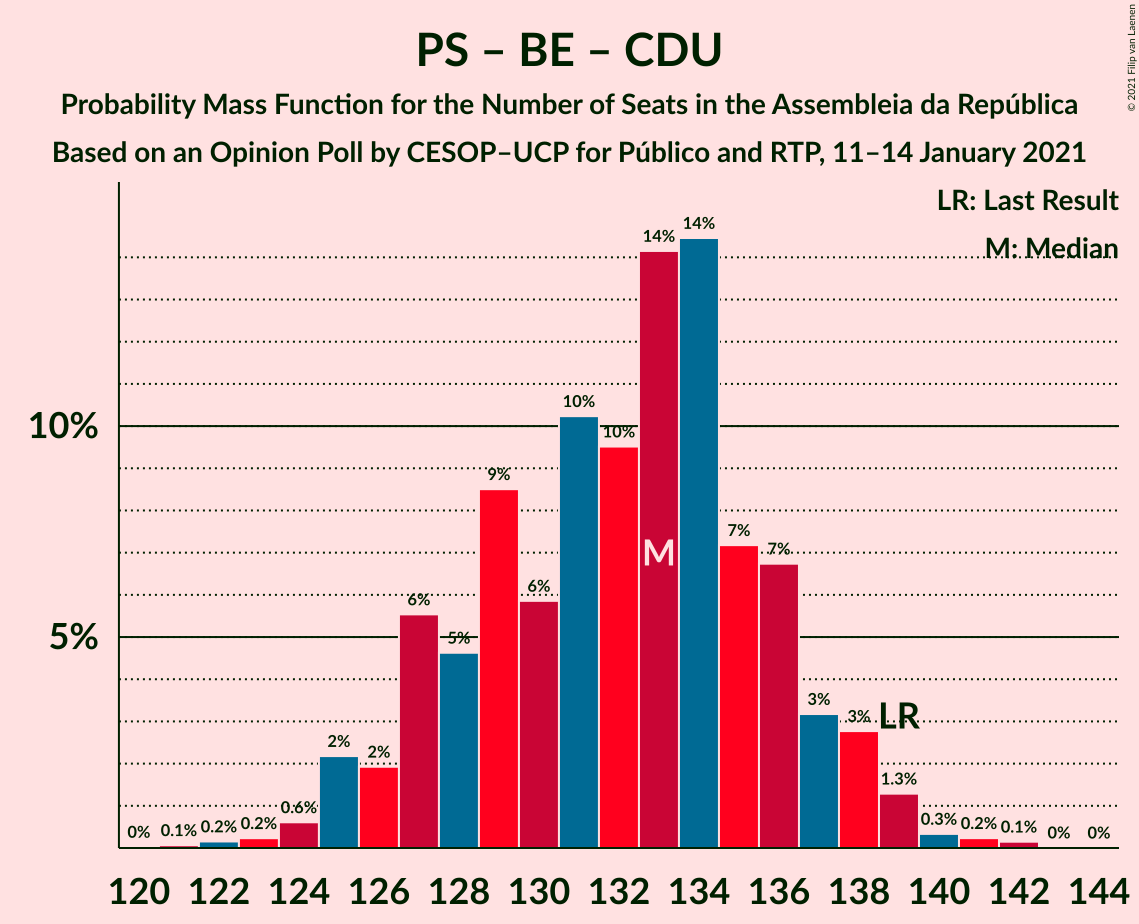 PS – BE – CDU
Probability Mass Function for the Number of Seats in the Assembleia da República
Based on an Opinion Poll by CESOP–UCP for Público and RTP, 11–14 January 2021
© 2021 Filip van Laenen
LR: Last Result
M: Median
10%
5%
0% 0.1% 0.2% 0.2% 0.6% 2% 2% 6% 5% 9% 6% 10% 10% 14% 14% 7% 7% 3% 3% 1.3% 0.3% 0.2% 0.1% 0% 0%
M
LR
120 122 124 126 128 130 132 134 136 138 140 142 144